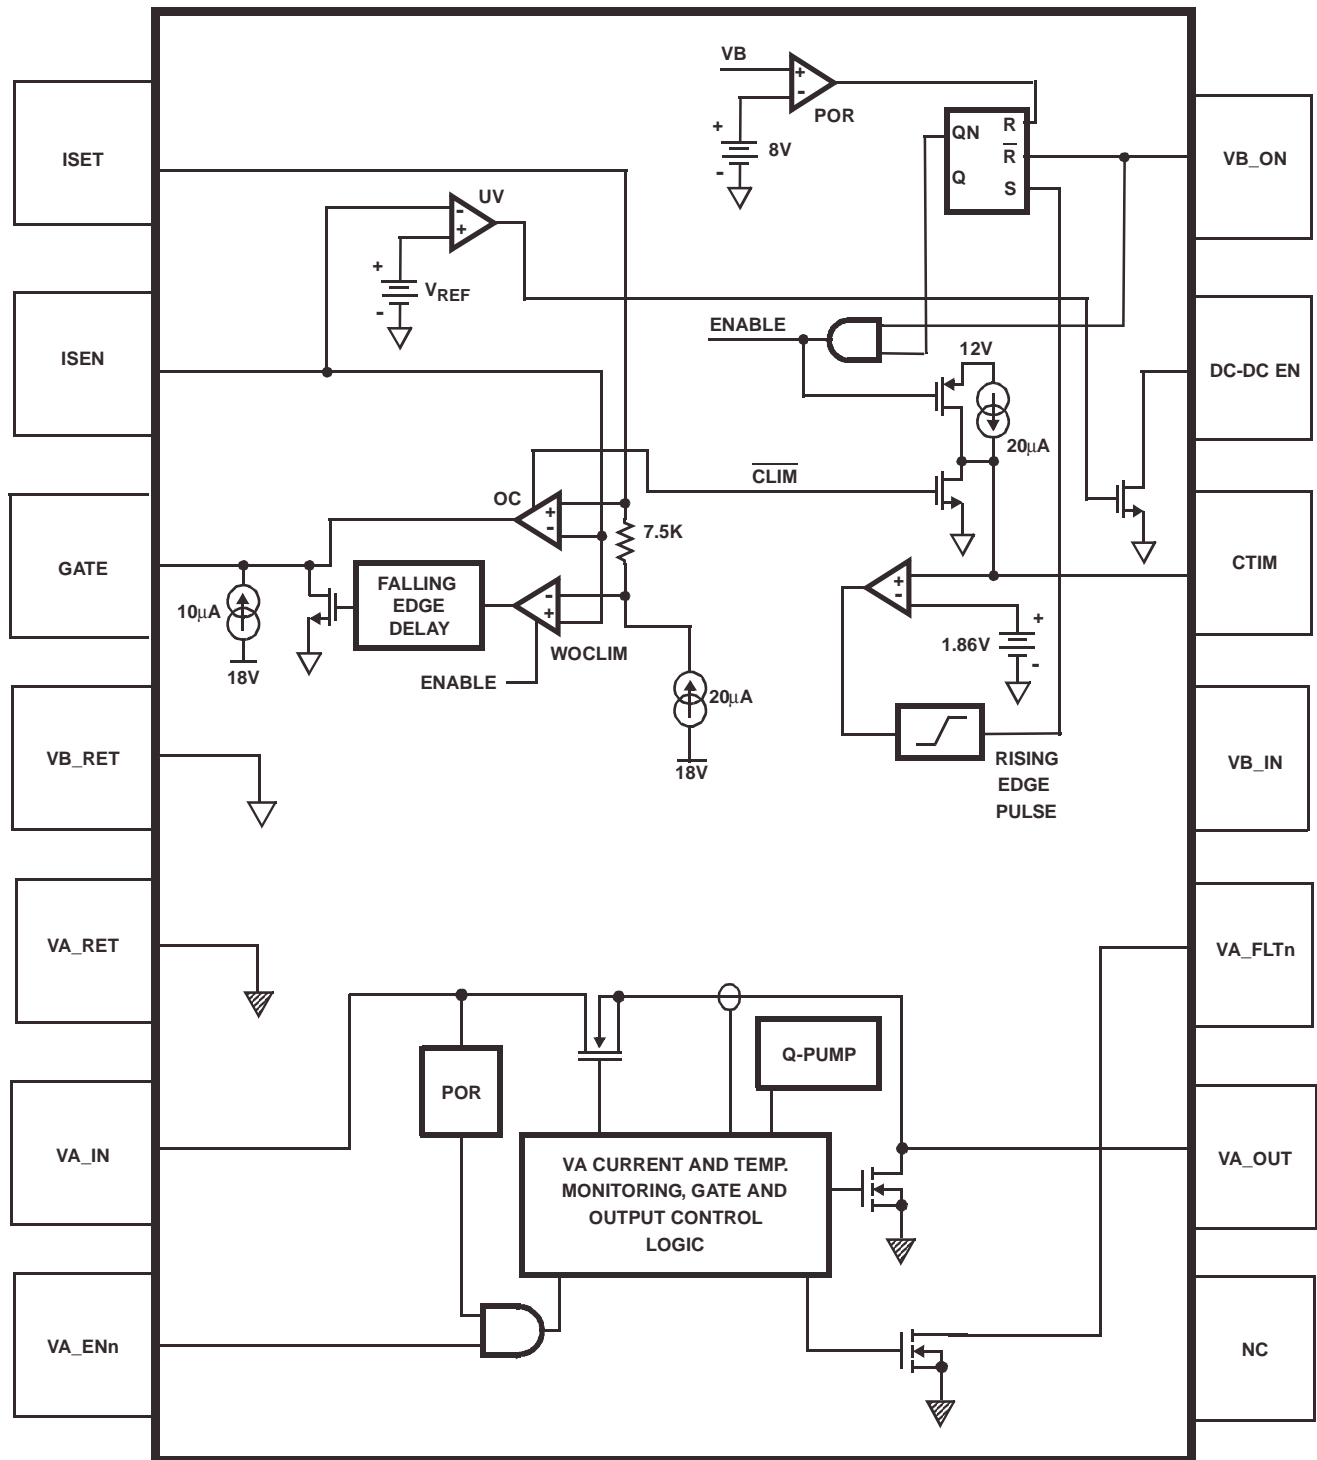 VB
+
-
POR
+
-
8V
QN
Q
R
R̅
S
ISET
VB_ON
UV
-
+
+
-
VREF
ENABLE
12V
ISEN
DC-DC EN
20μA
CLIM
OC
+
-
7.5K
GATE
CTIM
10μA
18V
FALLING
EDGE
DELAY
-
+
WOCLIM
ENABLE
20μA
18V
+
-
1.86V
+
-
RISING
EDGE
PULSE
VB_RET
VB_IN
VA_RET
VA_FLTn
Q-PUMP
POR
VA_IN
VA CURRENT AND TEMP.
MONITORING, GATE AND
OUTPUT CONTROL
LOGIC
VA_OUT
VA_ENn
NC